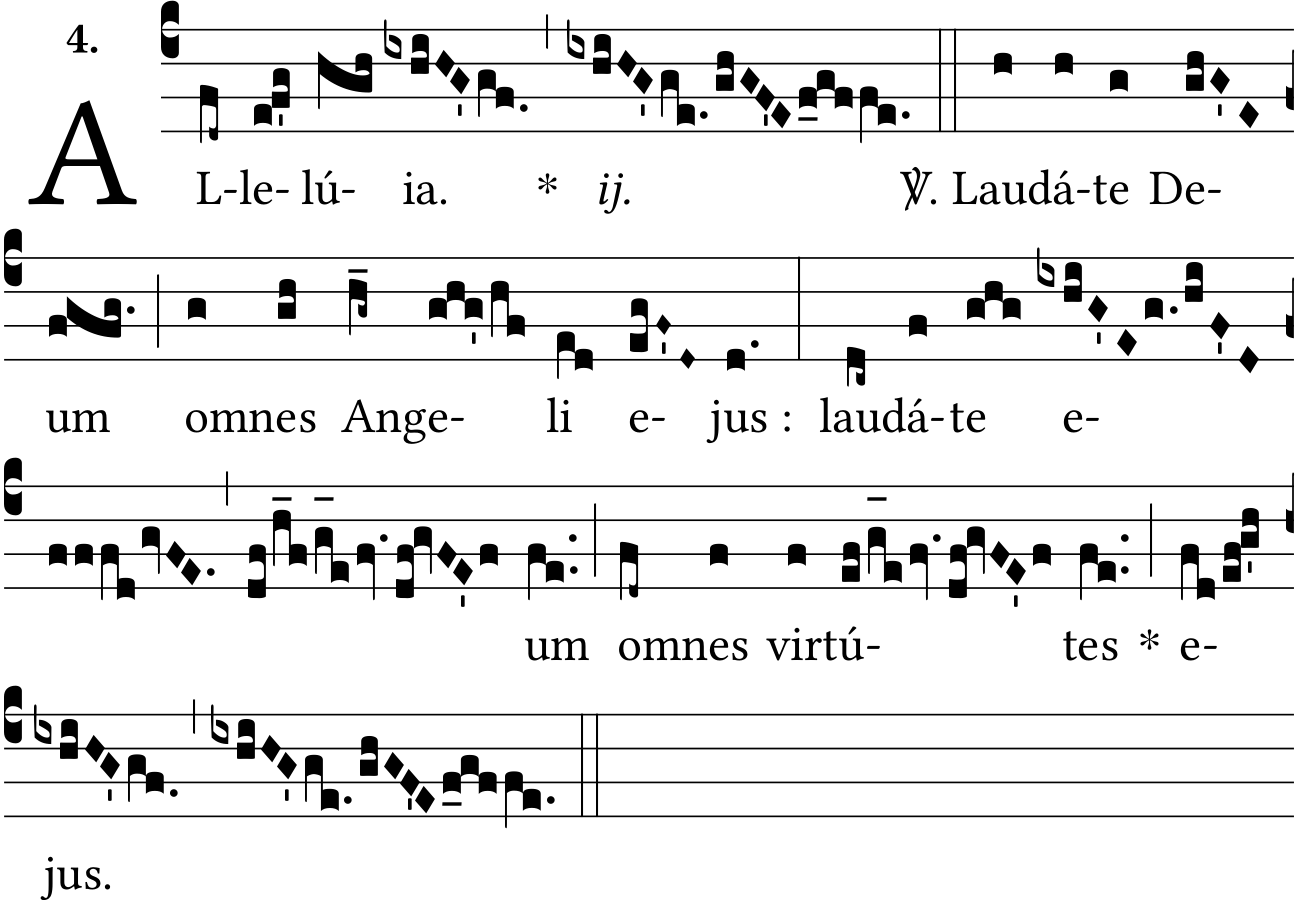 4.
AL-le-lú-ia. * ij. ℣. Laudá-te De-
um omnes Ange-li e-jus : laudá-te e-
um omnes virtú-tes * e-
jus.